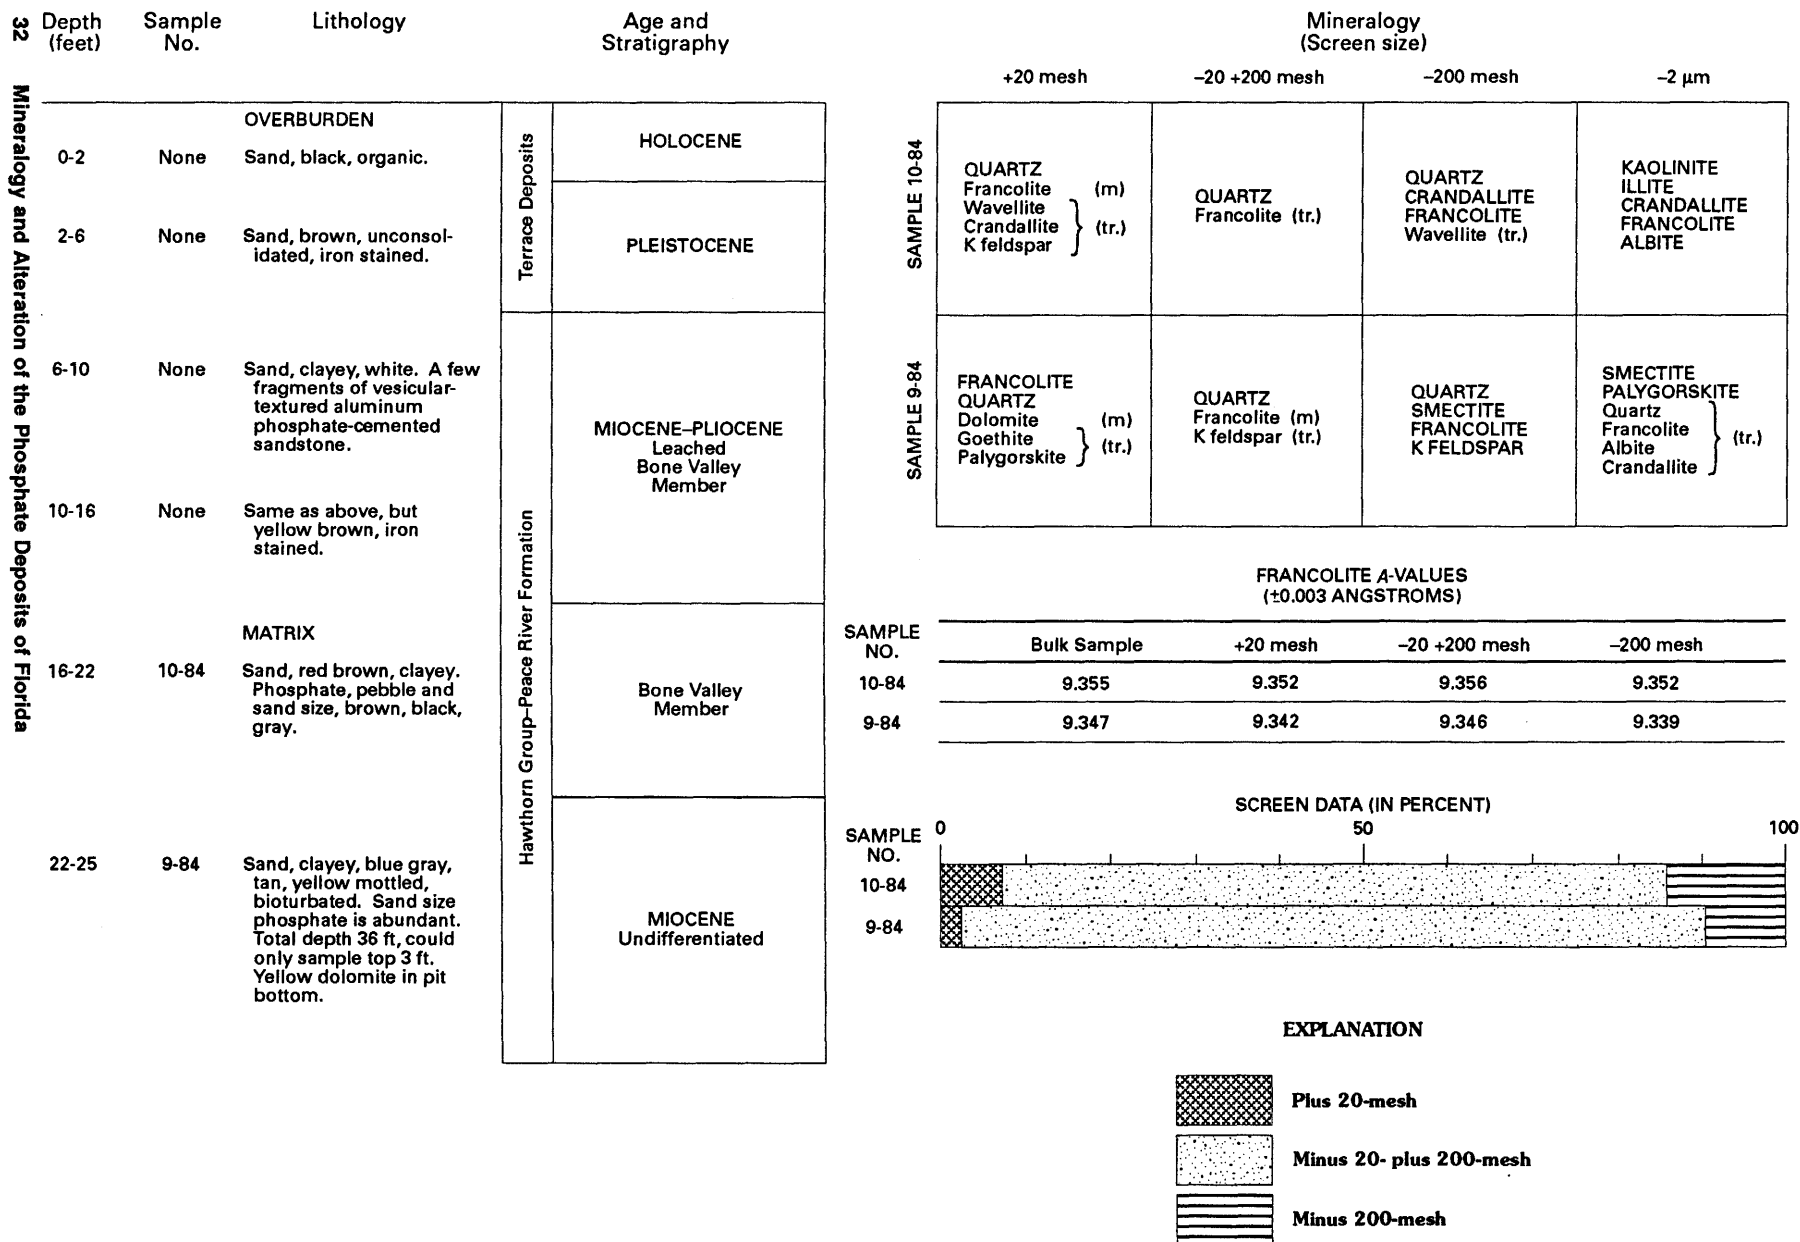 32 Mineralogy and Alteration of the Phosphate Deposits of Florida
Depth
(feet)
Sample
No.
Lithology
Age and
Stratigraphy
OVERBURDEN
0-2 None Sand, black, organic.
2-6 None Sand, brown, unconsol-
idated, iron stained.
6-10 None Sand, clayey, white. A few
fragments of vesicular-
textured aluminum
phosphate-cemented
sandstone.
10-16 None Same as above, but
yellow brown, iron
stained.
MATRIX
16-22 10-84 Sand, red brown, clayey.
Phosphate, pebble and
sand size, brown, black,
gray.
22-25 9-84 Sand, clayey, blue gray,
tan, yellow mottled,
bioturbated. Sand size
phosphate is abundant.
Total depth 36 ft, could
only sample top 3 ft.
Yellow dolomite in pit
bottom.
Terrace Deposits
Hawthorn Group–Peace River Formation
HOLOCENE
PLEISTOCENE
MIOCENE–PLIOCENE
Leached
Bone Valley
Member
Bone Valley
Member
MIOCENE
Undifferentiated
Mineralogy
(Screen size)
+20 mesh −20 +200 mesh −200 mesh −2 µm
SAMPLE 10-84
QUARTZ
Francolite (m)
Wavellite
Crandallite (tr.)
K feldspar
QUARTZ
Francolite (tr.)
QUARTZ
CRANDALLITE
FRANCOLITE
Wavellite (tr.)
KAOLINITE
ILLITE
CRANDALLITE
FRANCOLITE
ALBITE
SAMPLE 9-84
FRANCOLITE
QUARTZ
Dolomite (m)
Goethite (tr.)
Palygorskite
QUARTZ
Francolite (m)
K feldspar (tr.)
QUARTZ
SMECTITE
FRANCOLITE
K FELDSPAR
SMECTITE
PALYGORSKITE
Quartz
Francolite (tr.)
Albite
Crandallite
FRANCOLITE A-VALUES
(±0.003 ANGSTROMS)
SAMPLE
NO.
Bulk Sample +20 mesh −20 +200 mesh −200 mesh
10-84 9.355 9.352 9.356 9.352
9-84 9.347 9.342 9.346 9.339
SCREEN DATA (IN PERCENT)
SAMPLE
NO.
0 50 100
10-84
9-84
EXPLANATION
Plus 20-mesh
Minus 20- plus 200-mesh
Minus 200-mesh